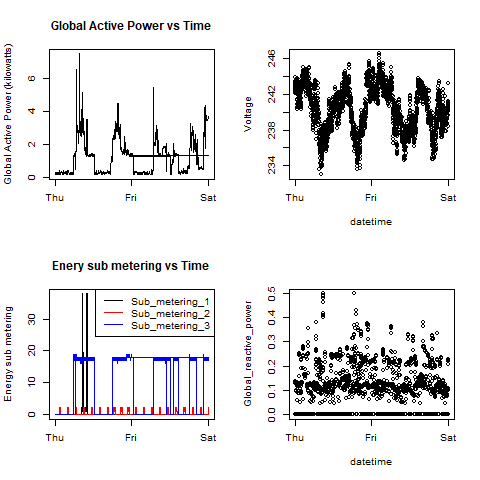 Global Active Power vs Time
Global Active Power (kilowatts)
0 2 4 6
Thu Fri Sat
Voltage
234 238 242 246
Thu Fri Sat
datetime
Enery sub metering vs Time
Energy sub metering
0 10 20 30
Sub_metering_1
Sub_metering_2
Sub_metering_3
Thu Fri Sat
Global_reactive_power
0.0 0.1 0.2 0.3 0.4 0.5
Thu Fri Sat
datetime